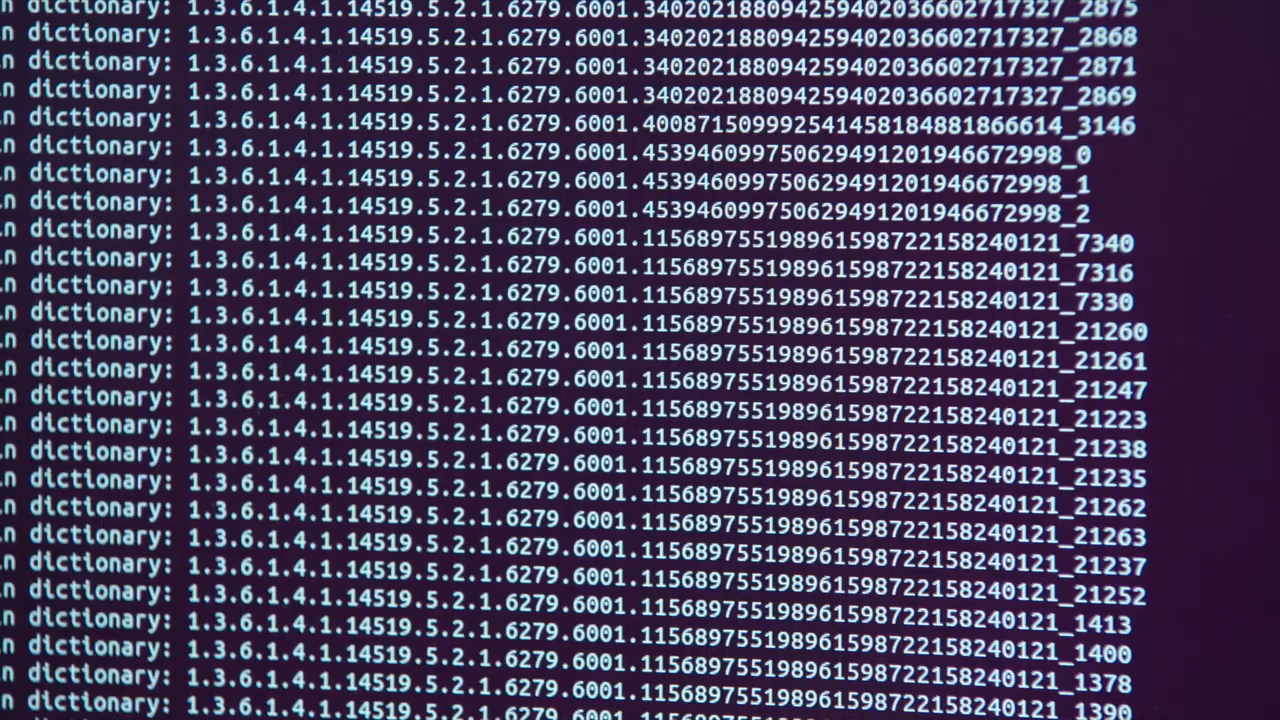 n dictionary: 1.3.6.1.4.1.14519.5.2.1.6279.6001.340202188094259402036602717327_2875
n dictionary: 1.3.6.1.4.1.14519.5.2.1.6279.6001.340202188094259402036602717327_2868
n dictionary: 1.3.6.1.4.1.14519.5.2.1.6279.6001.340202188094259402036602717327_2871
n dictionary: 1.3.6.1.4.1.14519.5.2.1.6279.6001.340202188094259402036602717327_2869
n dictionary: 1.3.6.1.4.1.14519.5.2.1.6279.6001.400871509992541458184881866614_3146
n dictionary: 1.3.6.1.4.1.14519.5.2.1.6279.6001.453946099750629491201946672998_0
n dictionary: 1.3.6.1.4.1.14519.5.2.1.6279.6001.453946099750629491201946672998_1
n dictionary: 1.3.6.1.4.1.14519.5.2.1.6279.6001.453946099750629491201946672998_2
n dictionary: 1.3.6.1.4.1.14519.5.2.1.6279.6001.115689755198961598722158240121_7340
n dictionary: 1.3.6.1.4.1.14519.5.2.1.6279.6001.115689755198961598722158240121_7316
n dictionary: 1.3.6.1.4.1.14519.5.2.1.6279.6001.115689755198961598722158240121_7330
n dictionary: 1.3.6.1.4.1.14519.5.2.1.6279.6001.115689755198961598722158240121_21260
n dictionary: 1.3.6.1.4.1.14519.5.2.1.6279.6001.115689755198961598722158240121_21261
n dictionary: 1.3.6.1.4.1.14519.5.2.1.6279.6001.115689755198961598722158240121_21247
n dictionary: 1.3.6.1.4.1.14519.5.2.1.6279.6001.115689755198961598722158240121_21223
n dictionary: 1.3.6.1.4.1.14519.5.2.1.6279.6001.115689755198961598722158240121_21238
n dictionary: 1.3.6.1.4.1.14519.5.2.1.6279.6001.115689755198961598722158240121_21235
n dictionary: 1.3.6.1.4.1.14519.5.2.1.6279.6001.115689755198961598722158240121_21262
n dictionary: 1.3.6.1.4.1.14519.5.2.1.6279.6001.115689755198961598722158240121_21263
n dictionary: 1.3.6.1.4.1.14519.5.2.1.6279.6001.115689755198961598722158240121_21237
n dictionary: 1.3.6.1.4.1.14519.5.2.1.6279.6001.115689755198961598722158240121_21252
n dictionary: 1.3.6.1.4.1.14519.5.2.1.6279.6001.115689755198961598722158240121_1413
n dictionary: 1.3.6.1.4.1.14519.5.2.1.6279.6001.115689755198961598722158240121_1400
n dictionary: 1.3.6.1.4.1.14519.5.2.1.6279.6001.115689755198961598722158240121_1378
n dictionary: 1.3.6.1.4.1.14519.5.2.1.6279.6001.115689755198961598722158240121_1390